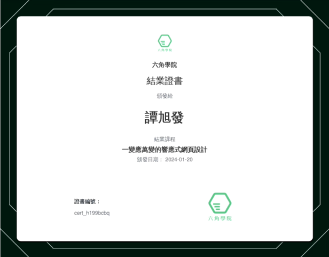 六角學院
六角學院
結業證書
頒發給
譚旭發
結業課程
一變應萬變的響應式網頁設計
頒發日期： 2024-01-20
證書編號：
cert_h199bcbq
六角學院